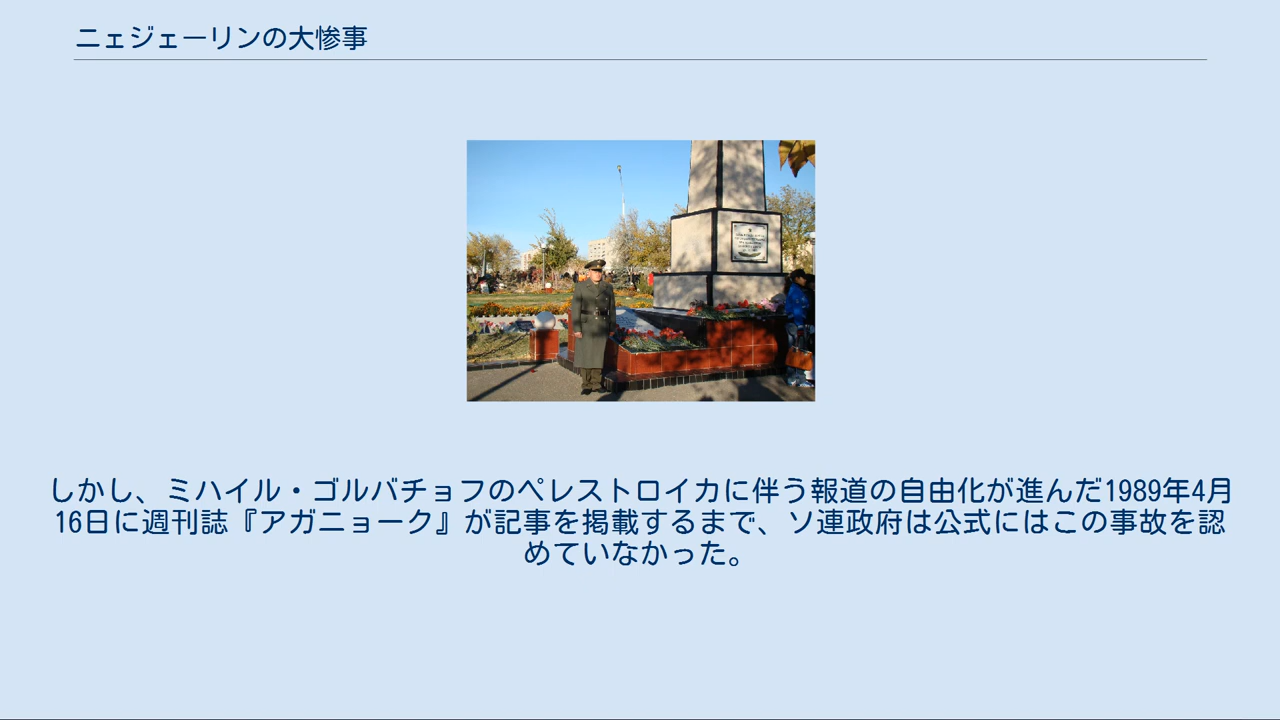 ニェジェーリンの大惨事
しかし、ミハイル・ゴルバチョフのペレストロイカに伴う報道の自由化が進んだ1989年4月
16日に週刊誌『アガニョーク』が記事を掲載するまで、ソ連政府は公式にはこの事故を認
めていなかった。